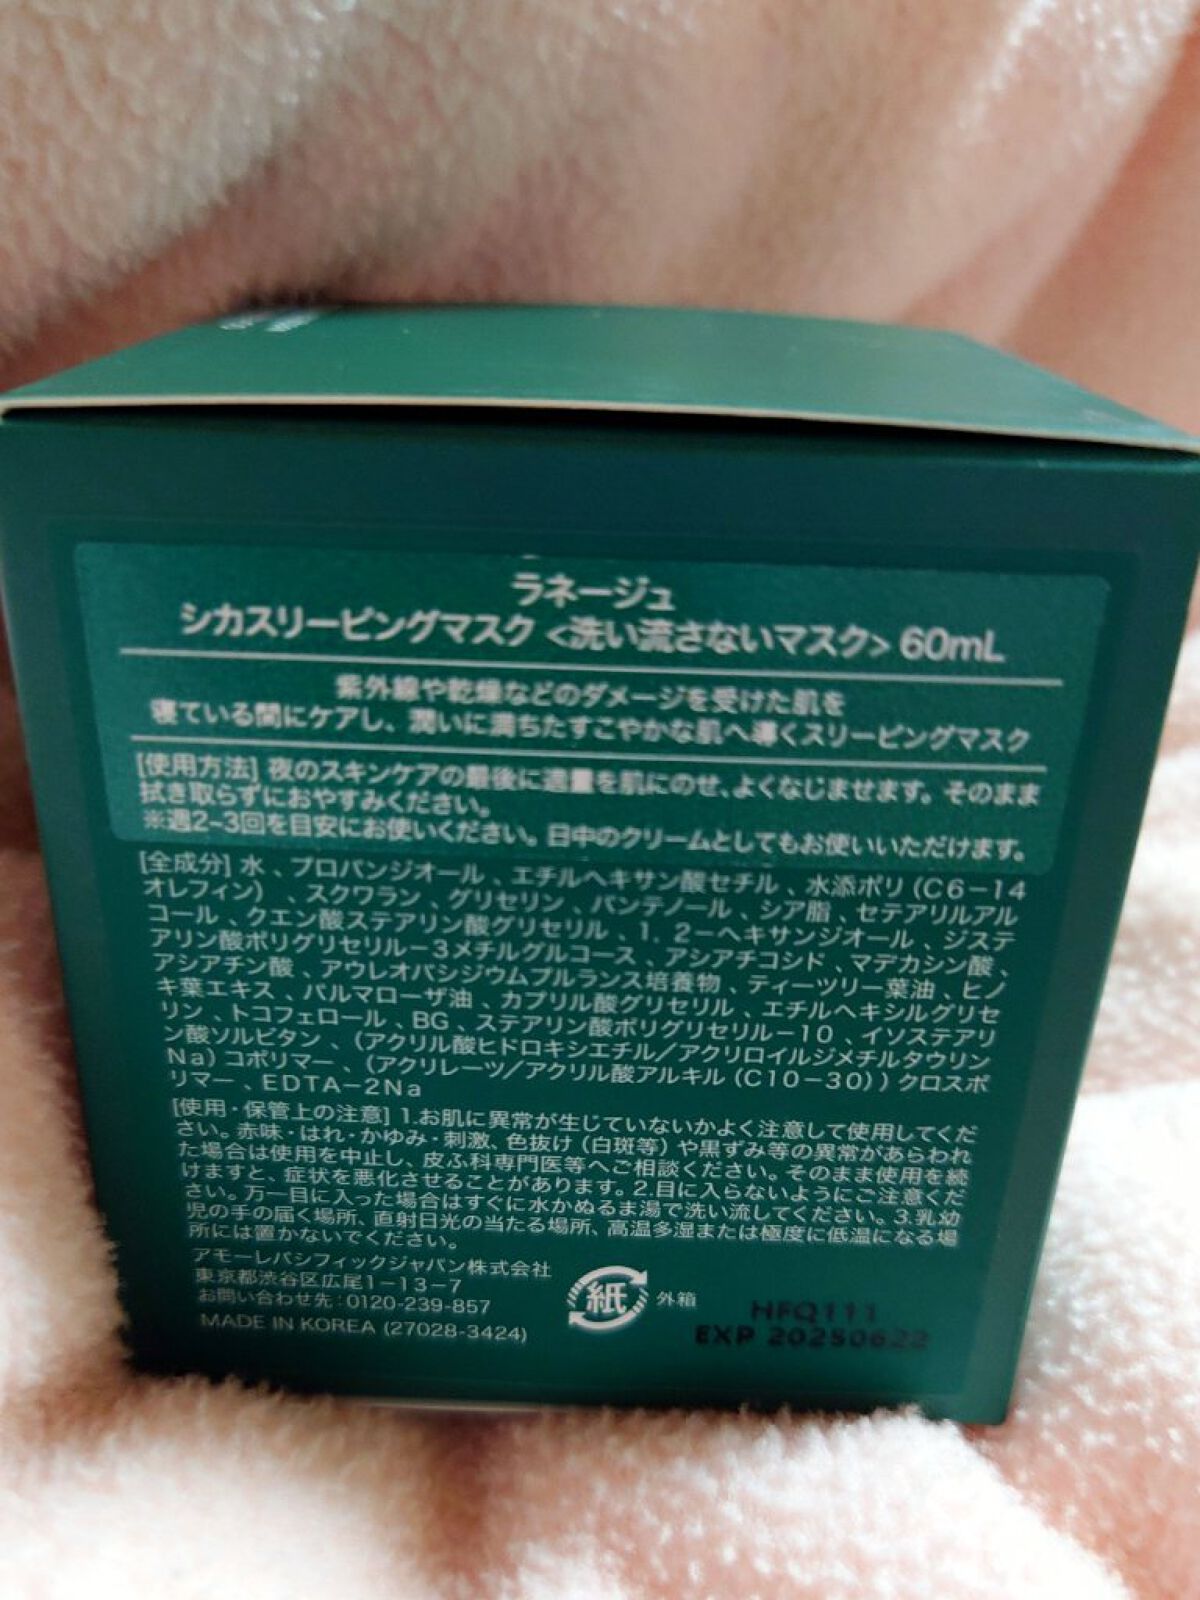 ラネージュ
シカスリーピングマスク <洗い流さないマスク> 60mL
紫外線や乾燥などのダメージを受けた肌を
寝ている間にケアし、潤いに満ちたすこやかな肌へ導くスリーピングマスク
[使用方法] 夜のスキンケアの最後に適量を肌にのせ、よくなじませます。そのまま
拭き取らずにおやすみください。
※週2~3回を目安にお使いください。日中のクリームとしてもお使いいただけます。
[全成分] 水 、プロパンジオール 、エチルヘキサン酸セチル 、水添ポリ (C6-14
オレフィン) 、スクワラン 、グリセリン 、パンテノール 、シア脂 、セテアリルアル
コール 、クエン酸ステアリン酸グリセリル 、1, 2-ヘキサンジオール 、ジステ
アリン酸ポリグリセリル-3メチルグルコース 、アシアチコシド 、マデカシン酸 、
アシアチン酸 、アウレオバシジウムプルランス培養物 、ティーツリー葉油 、ヒノ
キ葉エキス 、パルマローザ油 、カプリル酸グリセリル 、エチルヘキシルグリセ
リン 、トコフェロール 、BG 、ステアリン酸ポリグリセリル-10 、イソステアリ
ン酸ソルビタン 、(アクリル酸ヒドロキシエチル/アクリロイルジメチルタウリン
Na) コポリマー 、(アクリレーツ/アクリル酸アルキル (C10-30) ) クロスポ
リマー 、EDTA-2Na
[使用・保管上の注意] 1.お肌に異常が生じていないかよく注意して使用してくだ
さい。赤味・はれ・かゆみ・刺激、色抜け (白斑等) や黒ずみ等の異常があらわれ
た場合は使用を中止し、皮ふ科専門医等へご相談ください。そのまま使用を続
けますと、症状を悪化させることがあります。2.目に入らないようにご注意くだ
さい。万一目に入った場合はすぐに水かぬるま湯で洗い流してください。3.乳幼
児の手の届く場所、直射日光の当たる場所、高温多湿または極度に低温になる場
所には置かないでください。
アモーレパシフィックジャパン株式会社
東京都渋谷区広尾1-13-7
お問い合わせ先：0120-239-857
MADE IN KOREA (27028-3424)
紙 外箱
HFQ111
EXP 20250622